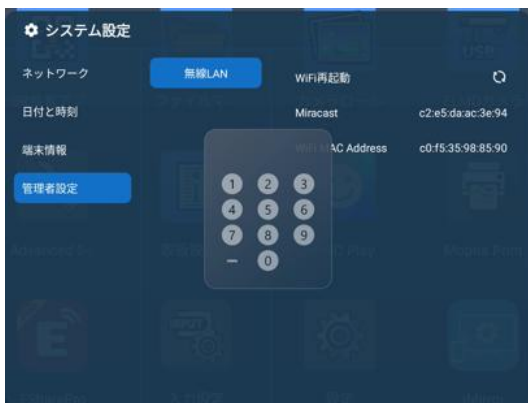 システム設定
ネットワーク
無線LAN
WiFi再起動
日付と時刻
Miracast
c2:e5:da:ac:3e:94
端末情報
WiFi MAC Address
c0:f5:35:98:85:90
管理者設定
1 2 3
4 5 6
7 8 9
– 0